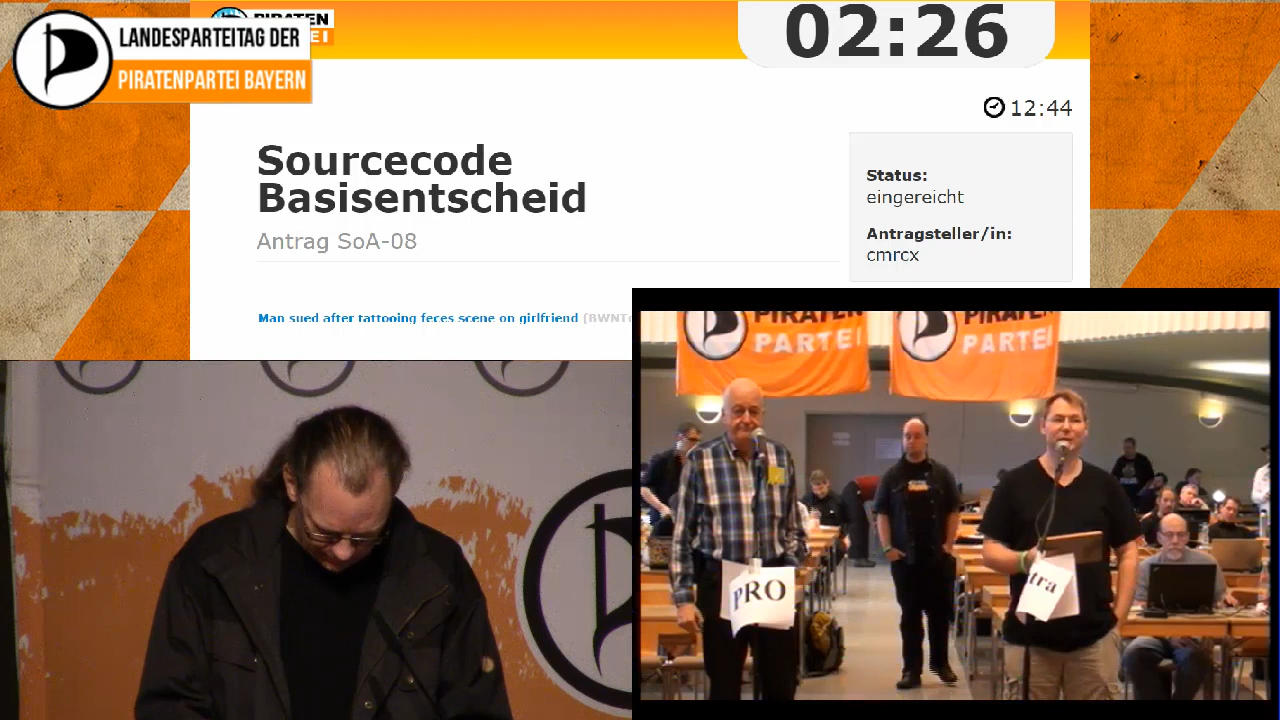 PIRATEN
LANDESPARTEITAG DER
PIRATENPARTEI BAYERN
02:26
12:44
Sourcecode
Basisentscheid
Antrag SoA-08
Status:
eingereicht
Antragsteller/in:
cmrcx
Man sued after tattooing feces scene on girlfriend
PIRATEN
PARTEI
PIRATEN
PARTEI
PRO
tra